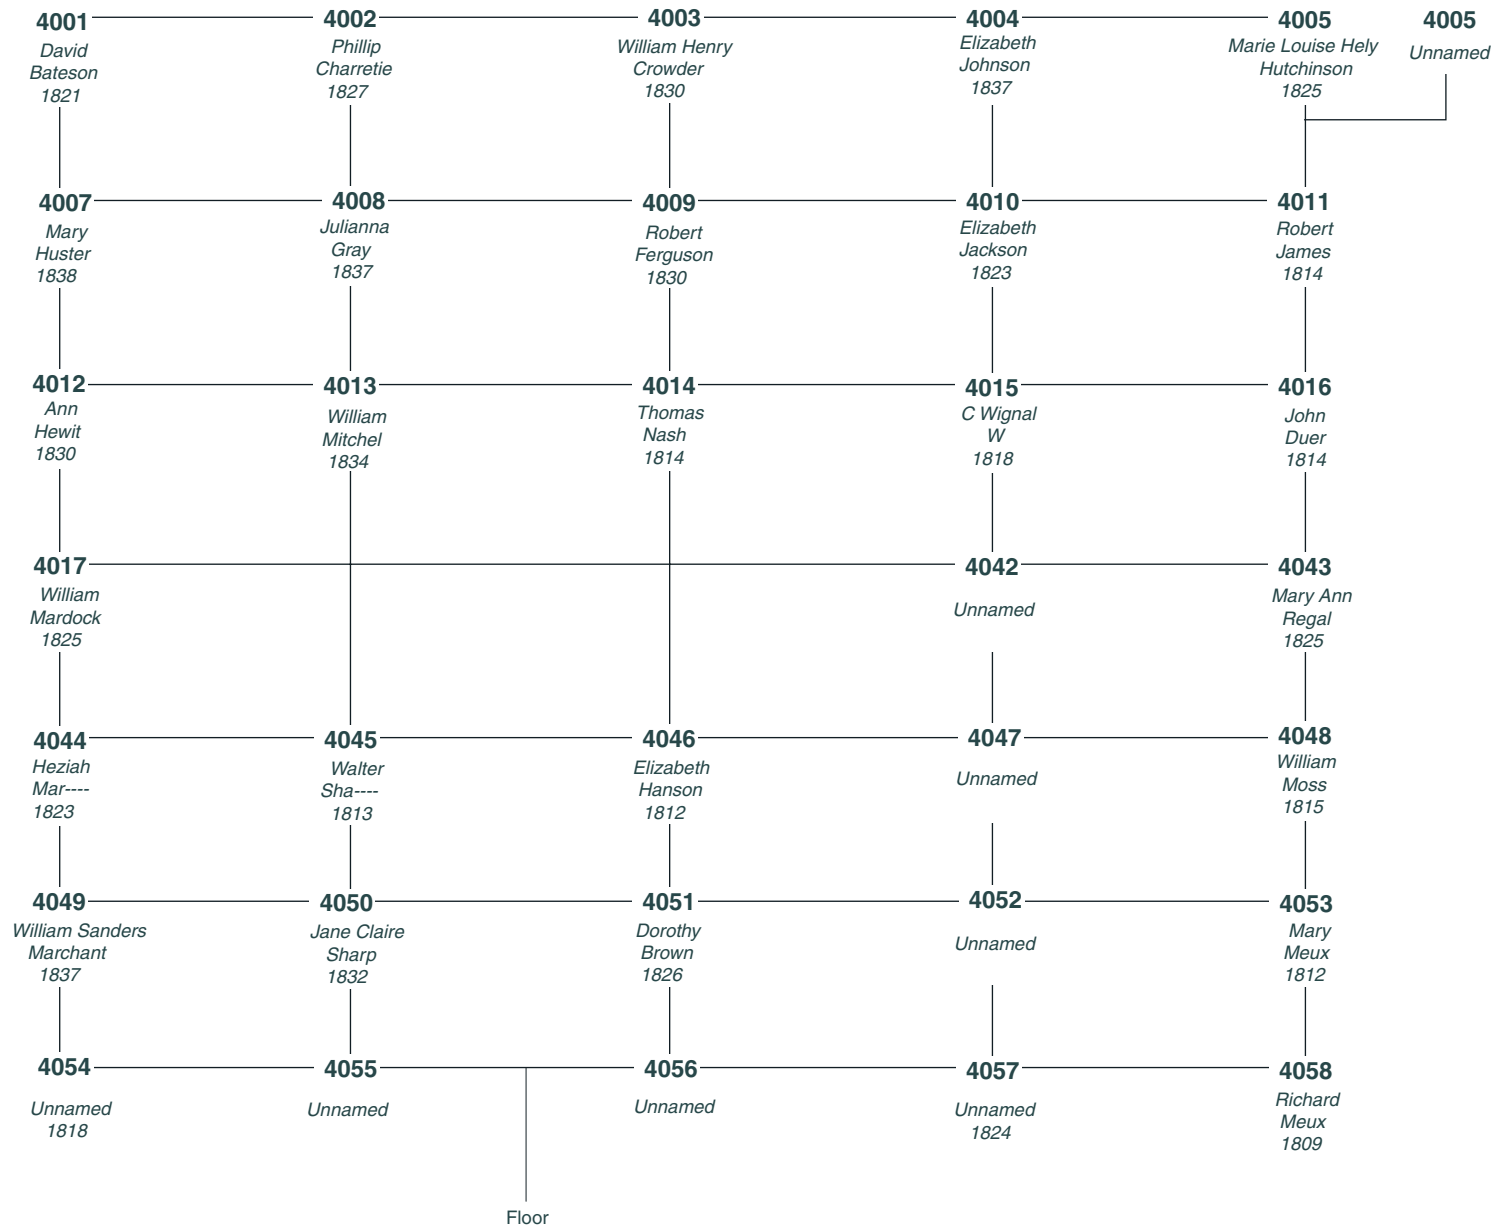 4001
David
Bateson
1821
4002
Phillip
Charretie
1827
4003
William Henry
Crowder
1830
4004
Elizabeth
Johnson
1837
4005
Marie Louise Hely
Hutchinson
1825
4005
Unnamed
4007
Mary
Huster
1838
4008
Julianna
Gray
1837
4009
Robert
Ferguson
1830
4010
Elizabeth
Jackson
1823
4011
Robert
James
1814
4012
Ann
Hewit
1830
4013
William
Mitchel
1834
4014
Thomas
Nash
1814
4015
C Wignal
W
1818
4016
John
Duer
1814
4017
William
Mardock
1825
4042
Unnamed
4043
Mary Ann
Regal
1825
4044
Heziah
Mar----
1823
4045
Walter
Sha----
1813
4046
Elizabeth
Hanson
1812
4047
Unnamed
4048
William
Moss
1815
4049
William Sanders
Marchant
1837
4050
Jane Claire
Sharp
1832
4051
Dorothy
Brown
1826
4052
Unnamed
4053
Mary
Meux
1812
4054
Unnamed
1818
4055
Unnamed
4056
Unnamed
4057
Unnamed
1824
4058
Richard
Meux
1809
Floor